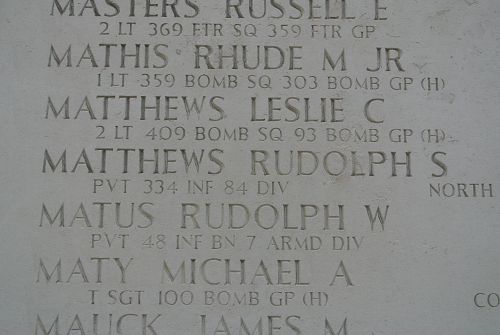 MASTERS RUSSELL E
2 LT 369 FTR SQ 359 FTR GP
MATHIS RHUDE M JR
1 LT 359 BOMB SQ 303 BOMB GP (H)
MATTHEWS LESLIE C
2 LT 409 BOMB SQ 93 BOMB GP (H)
MATTHEWS RUDOLPH S
PVT 334 INF 84 DIV
NORTH
MATUS RUDOLPH W
PVT 48 INF BN 7 ARMD DIV
MATY MICHAEL A
T SGT 100 BOMB GP (H)
CO
MAUCK JAMES M